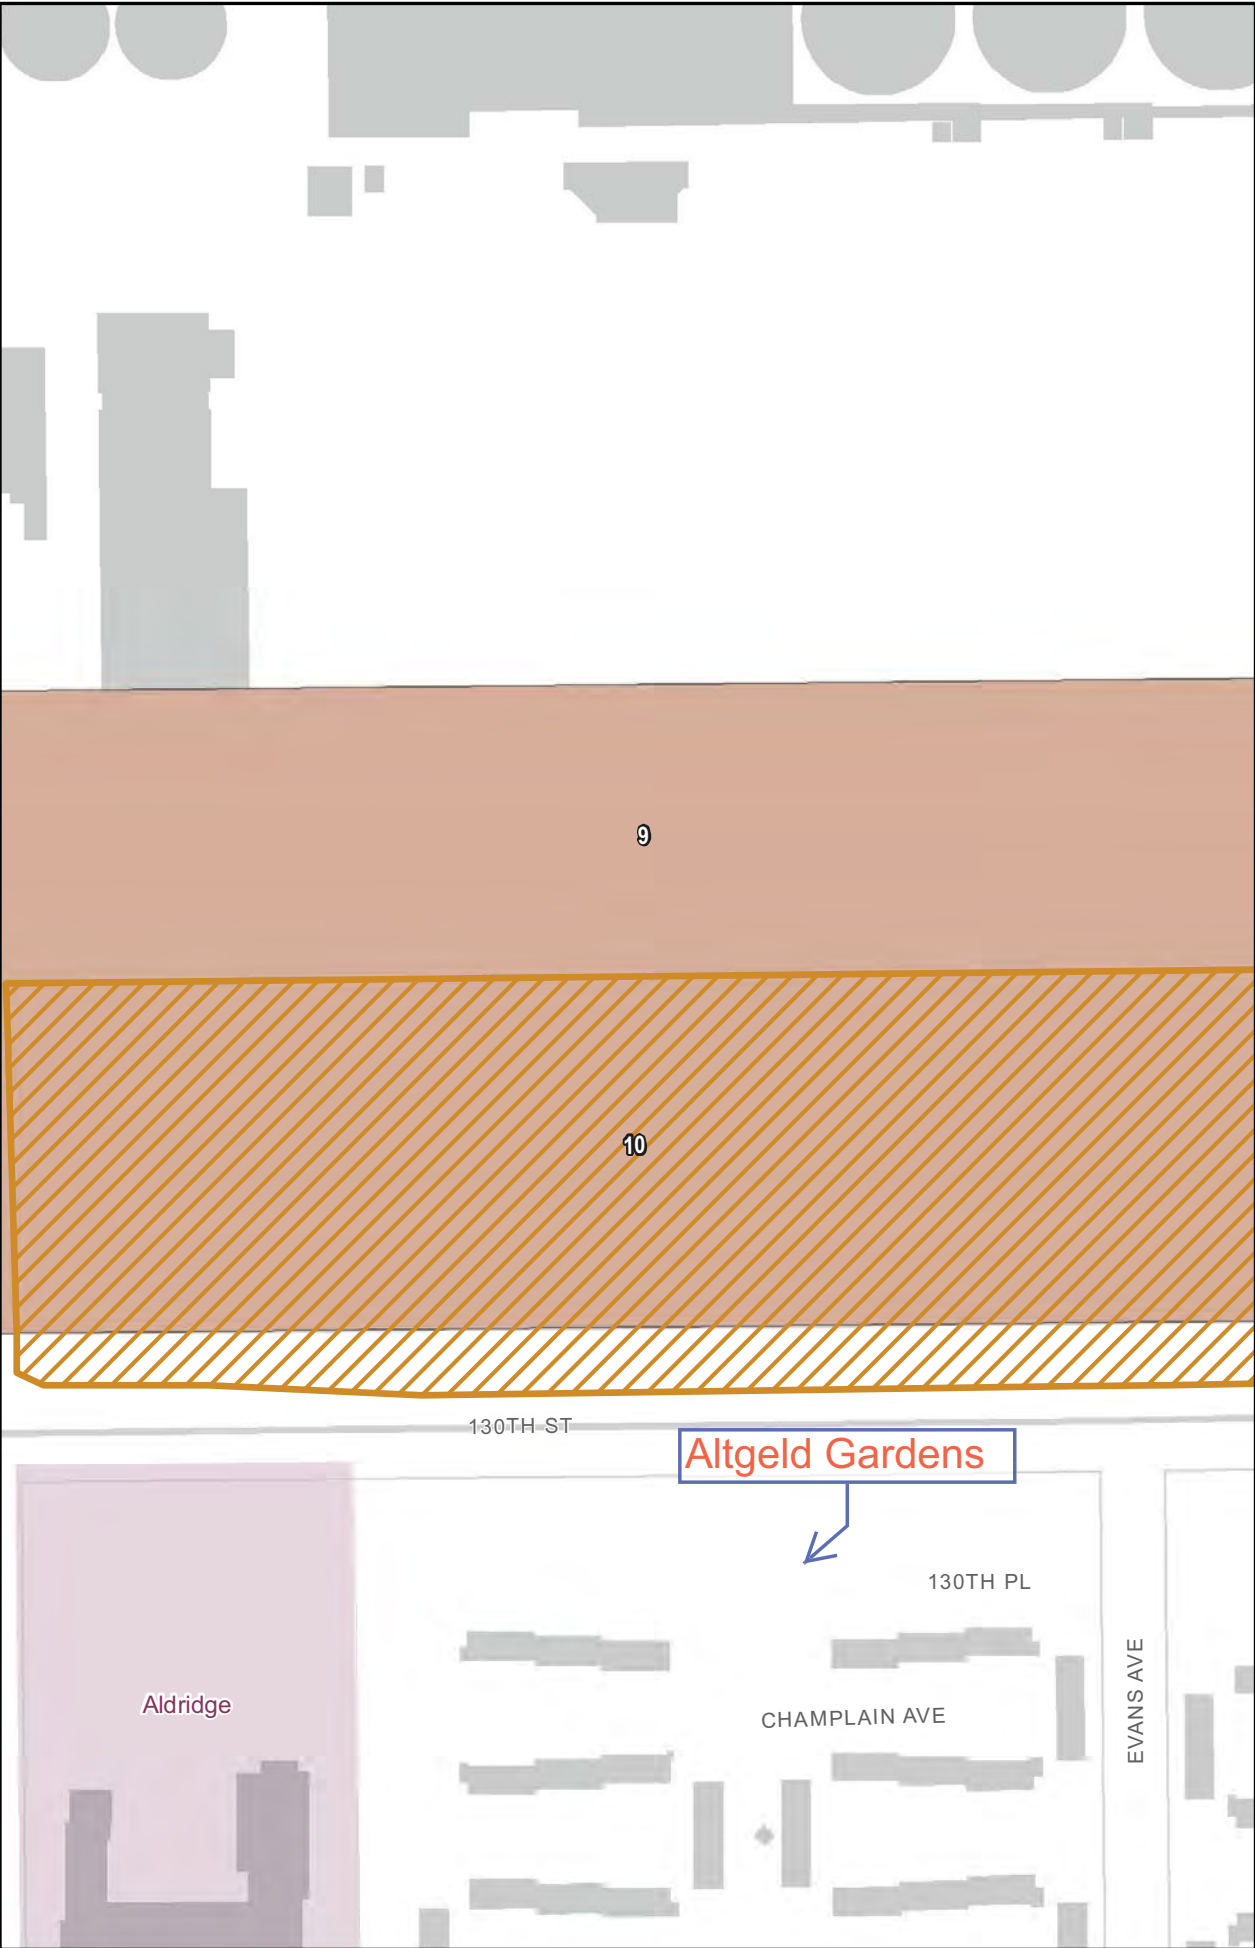 9
10
130TH ST
Altgeld Gardens
130TH PL
Aldridge
CHAMPLAIN AVE
EVANS AVE